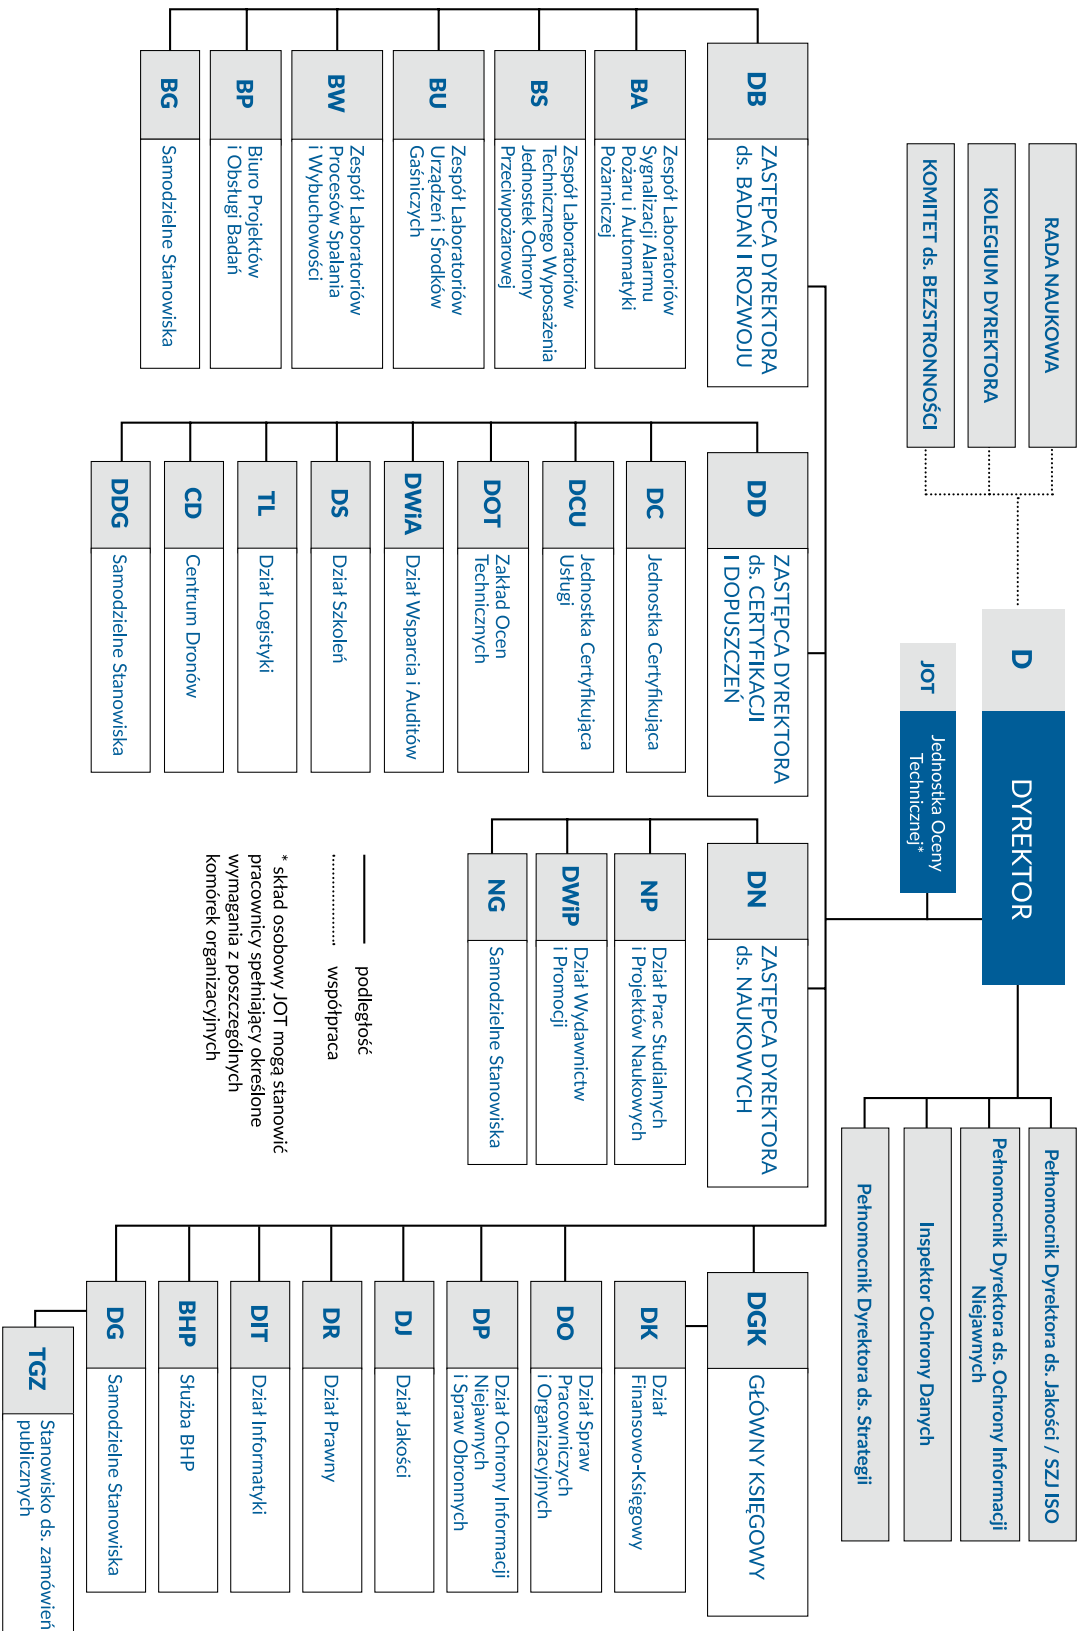 RADA NAUKOWA
KOLEGIUM DYREKTORA
KOMITET ds. BEZSTRONNOŚCI
D
DYREKTOR
JOT
Jednostka Oceny
Technicznej*
Pełnomocnik Dyrektora ds. Jakości / SZJ ISO
Pełnomocnik Dyrektora ds. Ochrony Informacji
Niejawnych
Inspektor Ochrony Danych
Pełnomocnik Dyrektora ds. Strategii
DB
ZASTĘPCA DYREKTORA
ds. BADAŃ I ROZWOJU
BA
Zespół Laboratoriów
Sygnalizacji Alarmu
Pożaru i Automatyki
Pożarniczej
BS
Zespół Laboratoriów
Technicznego Wyposażenia
Jednostek Ochrony
Przeciwpożarowej
BU
Zespół Laboratoriów
Urządzeń i Środków
Gaśniczych
BW
Zespół Laboratoriów
Procesów Spalania
i Wybuchowości
BP
Biuro Projektów
i Obsługi Badań
BG
Samodzielne Stanowiska
DD
ZASTĘPCA DYREKTORA
ds. CERTYFIKACJI
I DOPUSZCZEŃ
DC
Jednostka Certyfikująca
DCU
Jednostka Certyfikująca
Usługi
DOT
Zakład Ocen
Technicznych
DWiA
Dział Wsparcia i Auditów
DS
Dział Szkoleń
TL
Dział Logistyki
CD
Centrum Dronów
DDG
Samodzielne Stanowiska
DN
ZASTĘPCA DYREKTORA
ds. NAUKOWYCH
NP
Dział Prac Studialnych
i Projektów Naukowych
DWiP
Dział Wydawnictw
i Promocji
NG
Samodzielne Stanowiska
DGK
GŁÓWNY KSIĘGOWY
DK
Dział
Finansowo-Księgowy
DO
Dział Spraw
Pracowniczych
i Organizacyjnych
DP
Dział Ochrony Informacji
Niejawnych
i Spraw Obronnych
DJ
Dział Jakości
DR
Dział Prawny
DIT
Dział Informatyki
BHP
Służba BHP
DG
Samodzielne Stanowiska
TGZ
Stanowisko ds. zamówień
publicznych
podległość
współpraca
* skład osobowy JOT mogą stanowić
pracownicy spełniający określone
wymagania z poszczególnych
komórek organizacyjnych